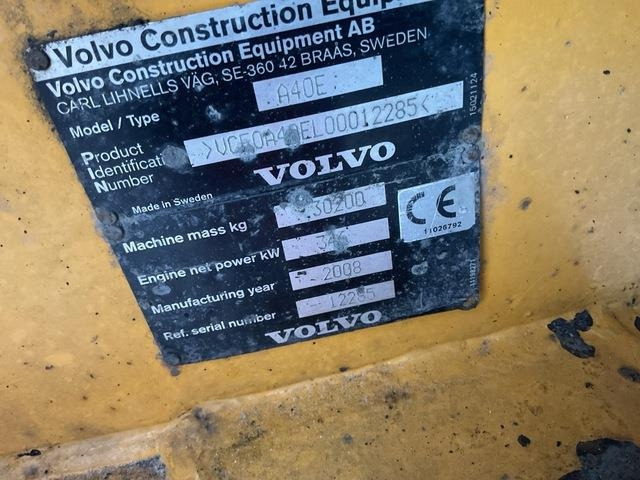 Volvo Construction Equip
Volvo Construction Equipment AB
CARL LIHNELLS VÄG, SE-360 42 BRAÅS, SWEDEN
Model / Type A40E
Product
Identification
Number
VOLVO
Made in Sweden
Machine mass kg 30200
CE
11026792
Engine net power kW
Manufacturing year 2008
Ref. serial number 12285
VOLVO
15021124